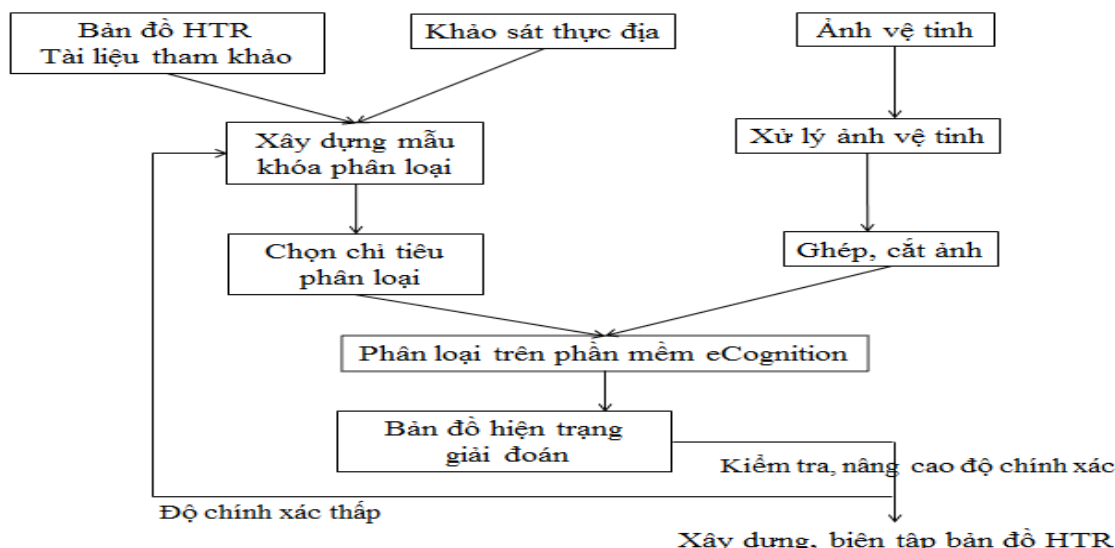 Bản đồ HTR
Tài liệu tham khảo
Khảo sát thực địa
Ảnh vệ tinh
Xây dựng mẫu
khóa phân loại
Xử lý ảnh vệ tinh
Chọn chỉ tiêu
phân loại
Ghép, cắt ảnh
Phân loại trên phần mềm eCognition
Bản đồ hiện trạng
giải đoán
Kiểm tra, nâng cao độ chính xác
Độ chính xác thấp
Xây dựng, biên tập bản đồ HTR